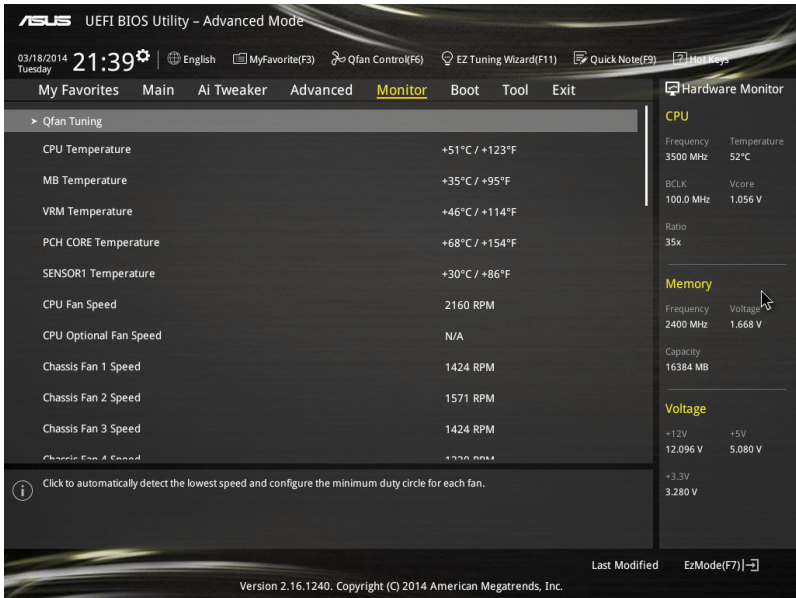 ASUS UEFI BIOS Utility – Advanced Mode
03/18/2014 Tuesday 21:39 English MyFavorite(F3) Qfan Control(F6) EZ Tuning Wizard(F11) Quick Note(F9) ? Hot Keys
My Favorites Main Ai Tweaker Advanced Monitor Boot Tool Exit
Hardware Monitor
> Qfan Tuning
CPU Temperature +51°C / +123°F
MB Temperature +35°C / +95°F
VRM Temperature +46°C / +114°F
PCH CORE Temperature +68°C / +154°F
SENSOR1 Temperature +30°C / +86°F
CPU Fan Speed 2160 RPM
CPU Optional Fan Speed N/A
Chassis Fan 1 Speed 1424 RPM
Chassis Fan 2 Speed 1571 RPM
Chassis Fan 3 Speed 1424 RPM
Chassis Fan 4 Speed RPM
Click to automatically detect the lowest speed and configure the minimum duty circle for each fan.
CPU
Frequency Temperature
3500 MHz 52°C
BCLK Vcore
100.0 MHz 1.056 V
Ratio
35x
Memory
Frequency Voltage
2400 MHz 1.668 V
Capacity
16384 MB
Voltage
+12V +5V
12.096 V 5.080 V
+3.3V
3.280 V
Last Modified EzMode(F7)
Version 2.16.1240. Copyright (C) 2014 American Megatrends, Inc.